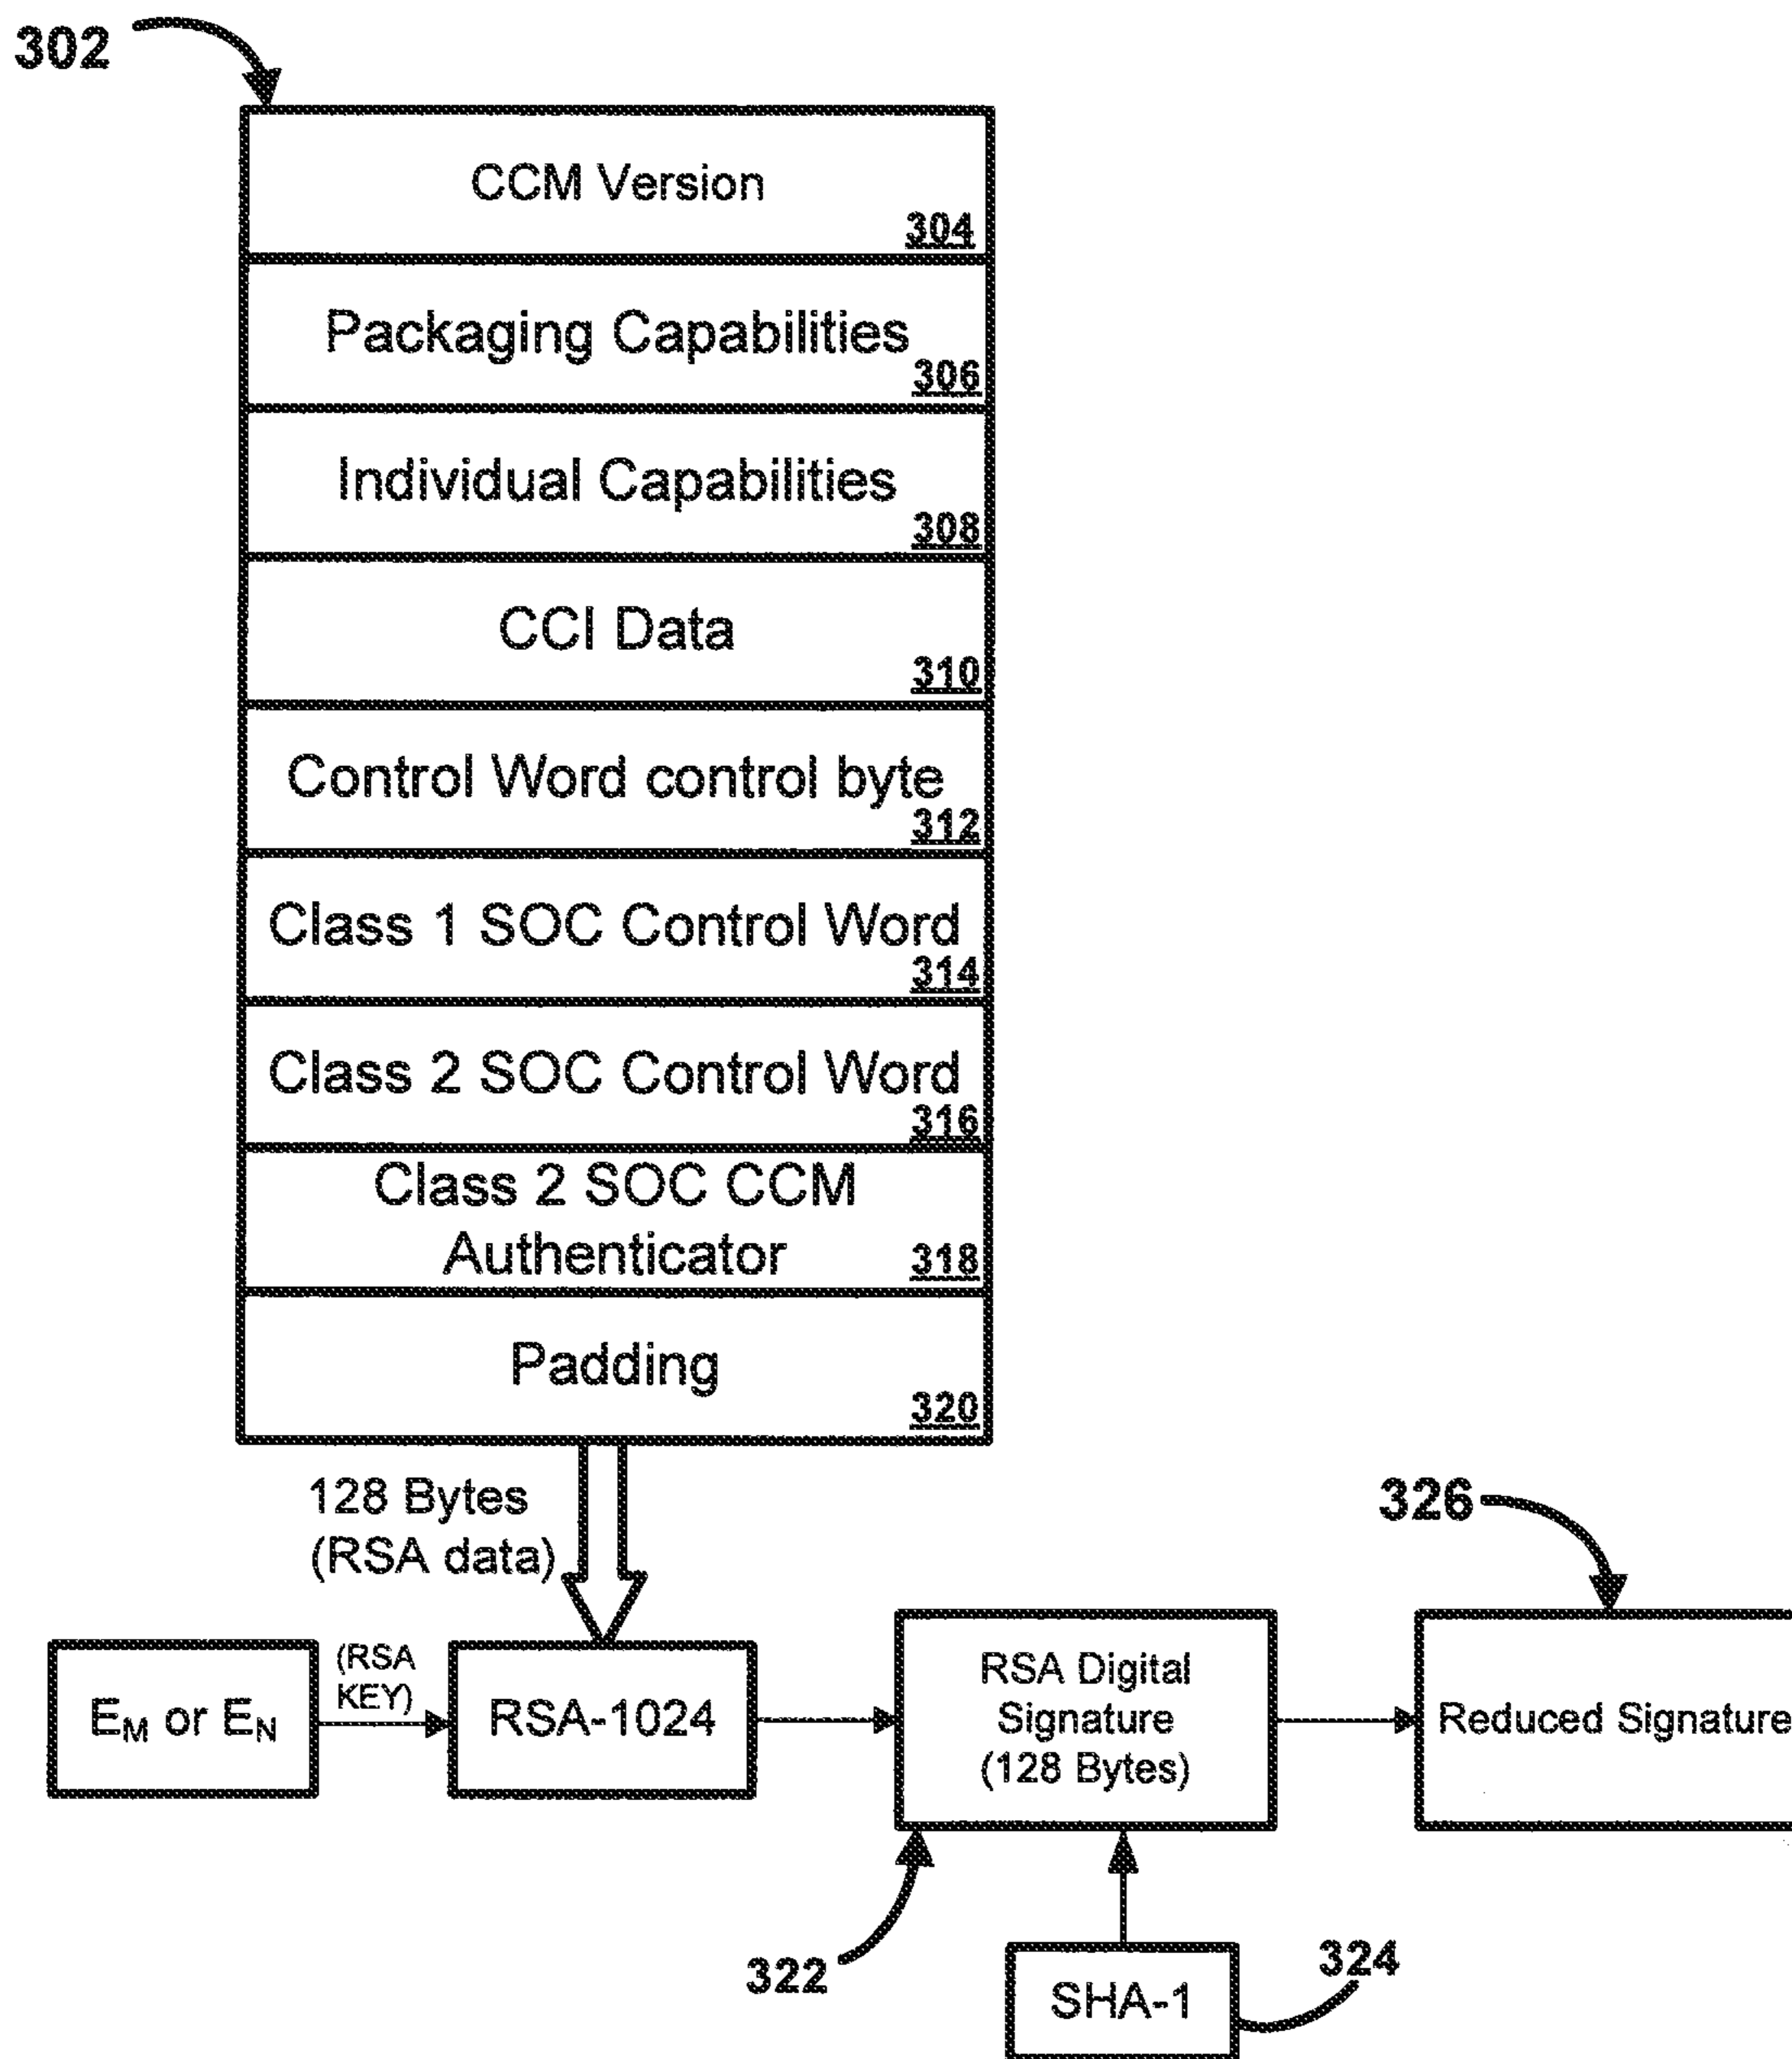 302
CCM Version
304
Packaging Capabilities
306
Individual Capabilities
308
CCI Data
310
Control Word control byte
312
Class 1 SOC Control Word
314
Class 2 SOC Control Word
316
Class 2 SOC CCM
Authenticator
318
Padding
320
128 Bytes
(RSA data)
326
EM or EN
(RSA
KEY)
RSA-1024
RSA Digital
Signature
(128 Bytes)
Reduced Signature
322
SHA-1
324